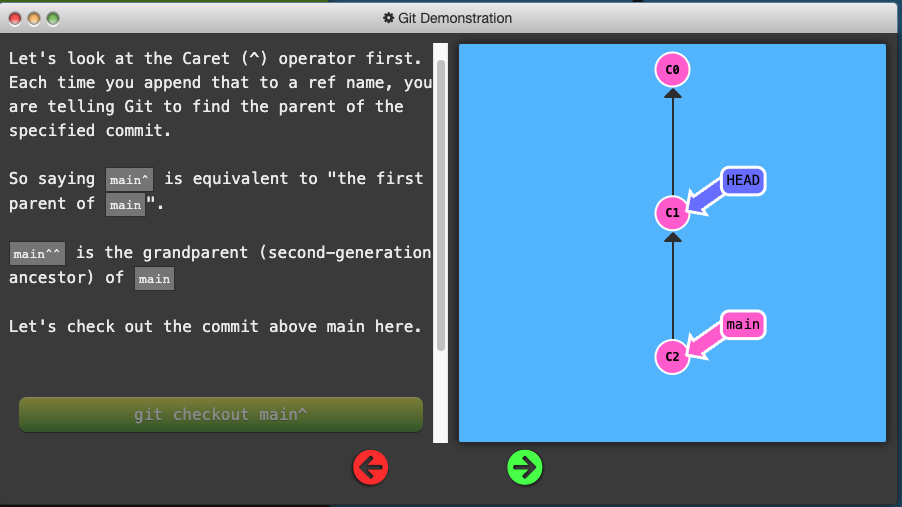 Git Demonstration
Let's look at the Caret (^) operator first.
Each time you append that to a ref name, you
are telling Git to find the parent of the
specified commit.
So saying main^ is equivalent to "the first
parent of main".
main^^ is the grandparent (second-generation
ancestor) of main
Let's check out the commit above main here.
git checkout main^
C0
HEAD
C1
main
C2